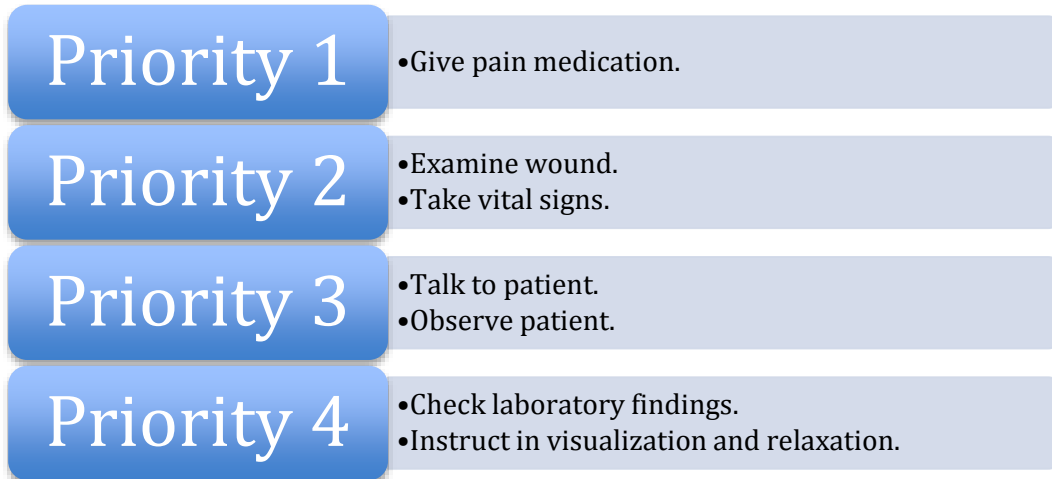 Priority 1
•Give pain medication.
Priority 2
•Examine wound.
•Take vital signs.
Priority 3
•Talk to patient.
•Observe patient.
Priority 4
•Check laboratory findings.
•Instruct in visualization and relaxation.